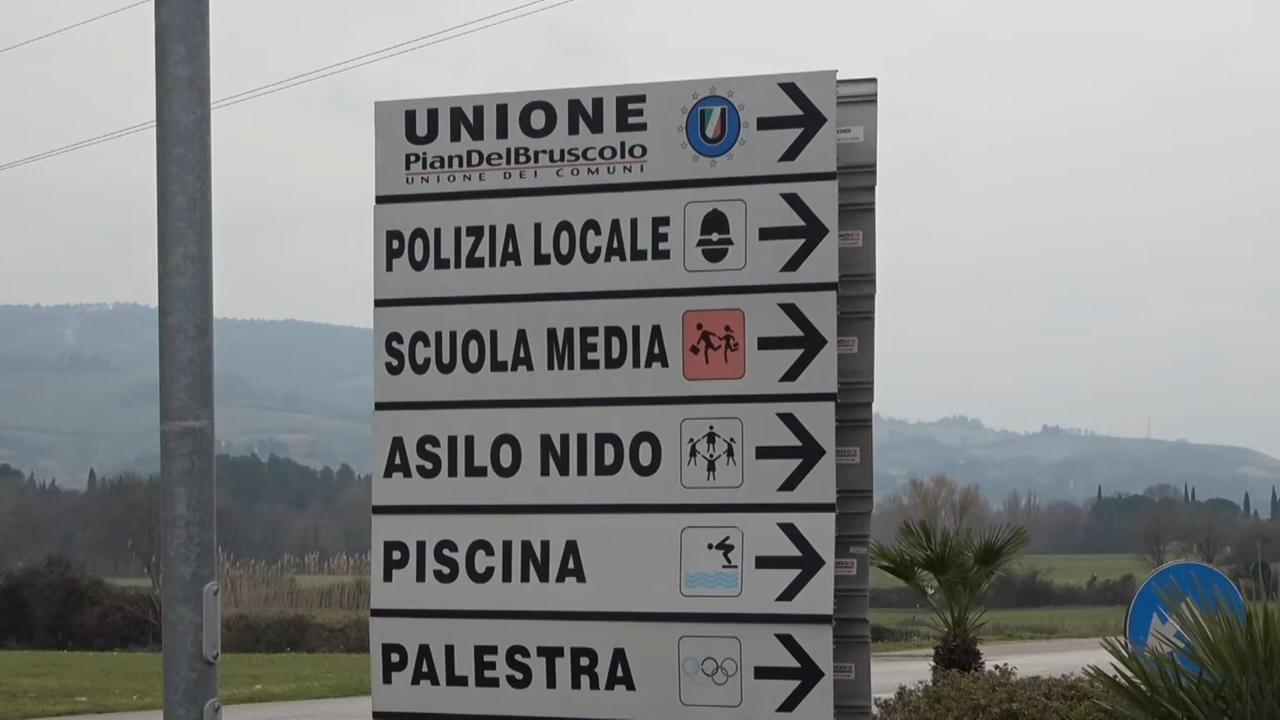 UNIONE
PianDelBruscolo
UNIONE DEI COMUNI
U
POLIZIA LOCALE
SCUOLA MEDIA
ASILO NIDO
PISCINA
PALESTRA